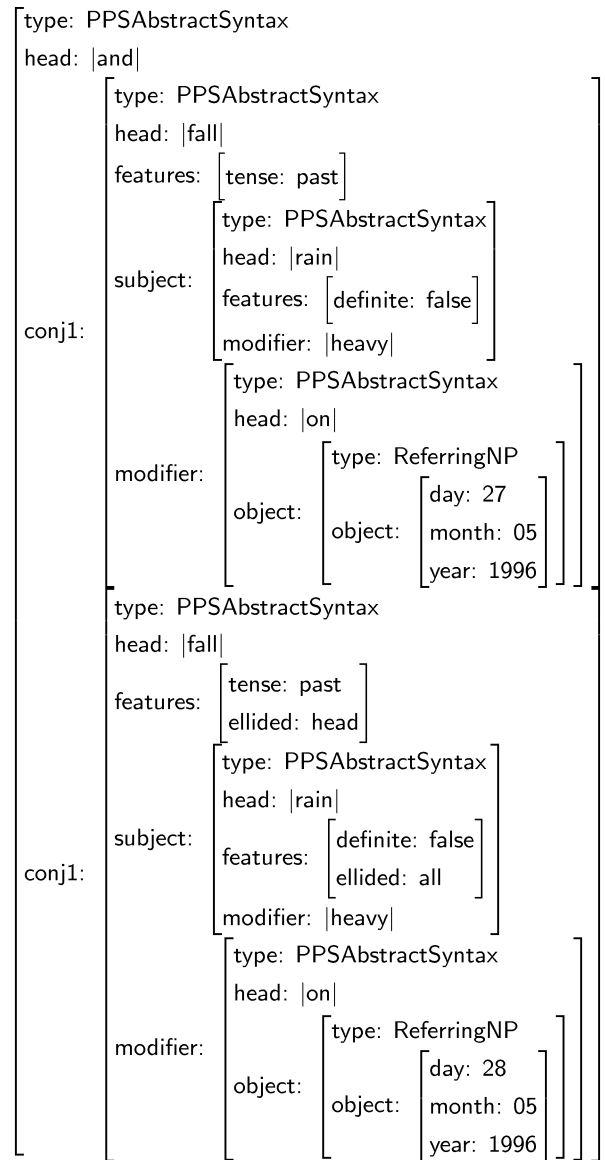 type: PPSAbstractSyntax
head: |and|
conj1:
type: PPSAbstractSyntax
head: |fall|
features: tense: past
subject:
type: PPSAbstractSyntax
head: |rain|
features: definite: false
modifier: |heavy|
modifier:
type: PPSAbstractSyntax
head: |on|
object:
type: ReferringNP
object:
day: 27
month: 05
year: 1996
conj1:
type: PPSAbstractSyntax
head: |fall|
features:
tense: past
ellided: head
subject:
type: PPSAbstractSyntax
head: |rain|
features:
definite: false
ellided: all
modifier: |heavy|
modifier:
type: PPSAbstractSyntax
head: |on|
object:
type: ReferringNP
object:
day: 28
month: 05
year: 1996